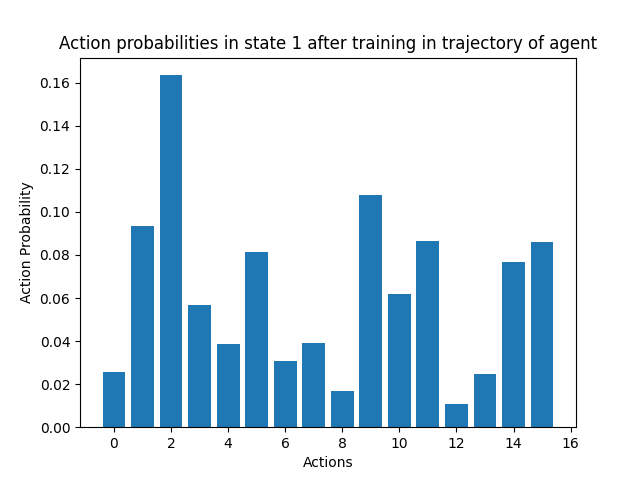 Action probabilities in state 1 after training in trajectory of agent
0.16
0.14
0.12
0.10
0.08
0.06
0.04
0.02
0.00
Action Probability
0 2 4 6 8 10 12 14 16
Actions